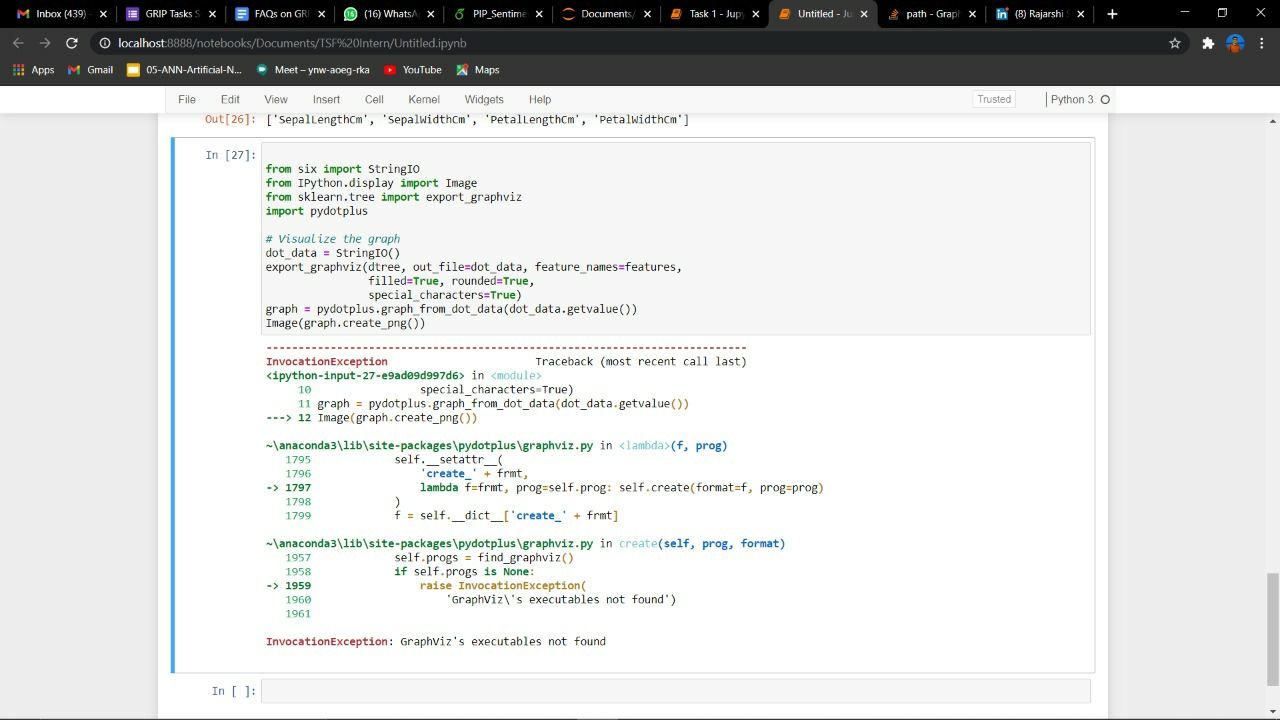 Inbox (439) -
GRIP Tasks S
FAQs on GRI
(16) WhatsA
PIP_Sentime
Documents/
Task 1 - Jup
Untitled - Ju
path - Grap
(8) Rajarshi S
localhost:8888/notebooks/Documents/TSF%20Intern/Untitled.ipynb
Apps
Gmail
05-ANN-Artificial-N...
Meet – ynw-aoeg-rka
YouTube
Maps
File Edit View Insert Cell Kernel Widgets Help
Trusted
Python 3
Out[26]: ['SepalLengthCm', 'SepalWidthCm', 'PetalLengthCm', 'PetalWidthCm']
In [27]:
from six import StringIO
from IPython.display import Image
from sklearn.tree import export_graphviz
import pydotplus
# Visualize the graph
dot_data = StringIO()
export_graphviz(dtree, out_file=dot_data, feature_names=features,
filled=True, rounded=True,
special_characters=True)
graph = pydotplus.graph_from_dot_data(dot_data.getvalue())
Image(graph.create_png())
---------------------------------------------------------------------------
InvocationException Traceback (most recent call last)
<ipython-input-27-e9ad09d997d6> in <module>
10 special_characters=True)
11 graph = pydotplus.graph_from_dot_data(dot_data.getvalue())
---> 12 Image(graph.create_png())
~\anaconda3\lib\site-packages\pydotplus\graphviz.py in <lambda>(f, prog)
1795 self.__setattr__(
1796 'create_' + frmt,
-> 1797 lambda f=frmt, prog=self.prog: self.create(format=f, prog=prog)
1798 )
1799 f = self.__dict__['create_' + frmt]
~\anaconda3\lib\site-packages\pydotplus\graphviz.py in create(self, prog, format)
1957 self.progs = find_graphviz()
1958 if self.progs is None:
-> 1959 raise InvocationException(
1960 'GraphViz\'s executables not found')
1961
InvocationException: GraphViz's executables not found
In [ ]: